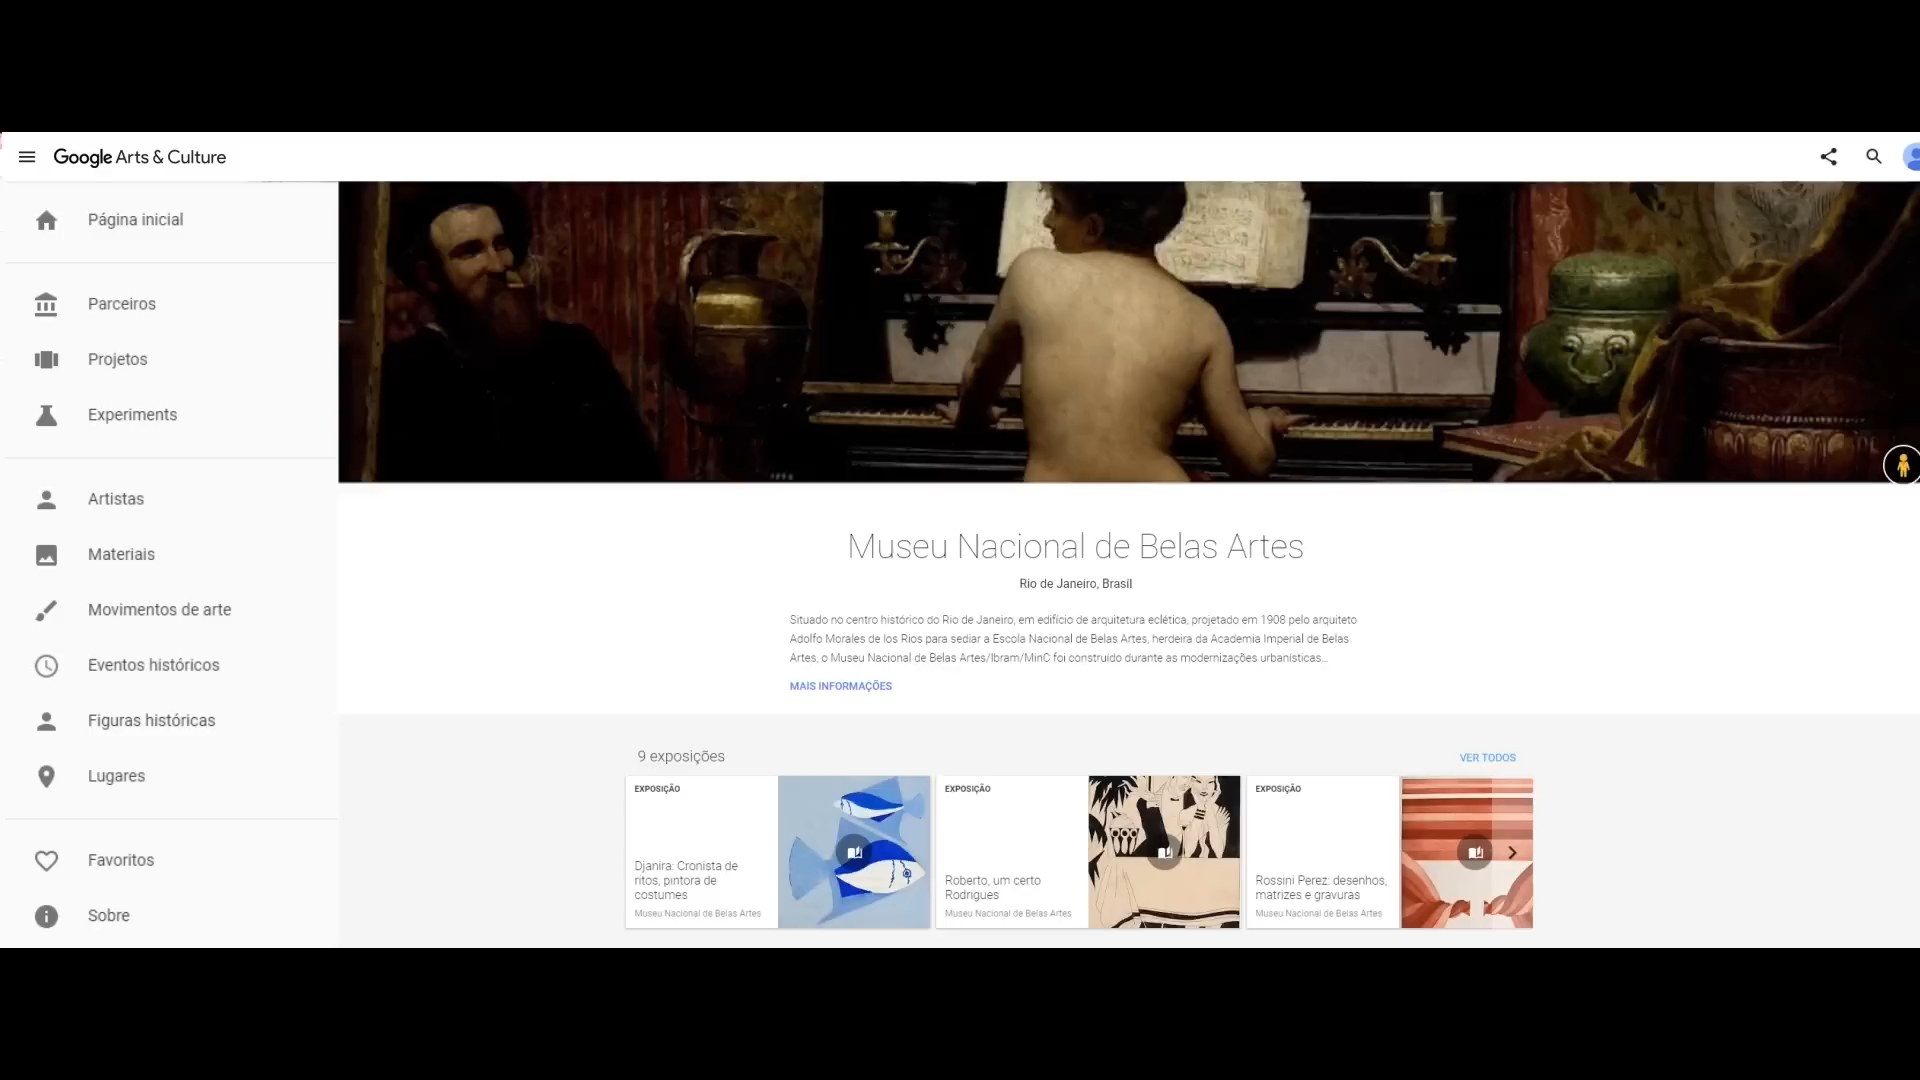 Google Arts & Culture
Página inicial
Parceiros
Projetos
Experiments
Artistas
Materiais
Movimentos de arte
Eventos históricos
Figuras históricas
Lugares
Favoritos
Sobre
Museu Nacional de Belas Artes
Rio de Janeiro, Brasil
Situado no centro histórico do Rio de Janeiro, em edifício de arquitetura eclética, projetado em 1908 pelo arquiteto
Adolfo Morales de los Rios para sediar a Escola Nacional de Belas Artes, herdeira da Academia Imperial de Belas
Artes, o Museu Nacional de Belas Artes/Ibram/MinC foi construído durante as modernizações urbanísticas...
MAIS INFORMAÇÕES
9 exposições
VER TODOS
EXPOSIÇÃO
Djanira: Cronista de
ritos, pintora de
costumes
Museu Nacional de Belas Artes
EXPOSIÇÃO
Roberto, um certo
Rodrigues
Museu Nacional de Belas Artes
EXPOSIÇÃO
Rossini Perez: desenhos,
matrizes e gravuras
Museu Nacional de Belas Artes